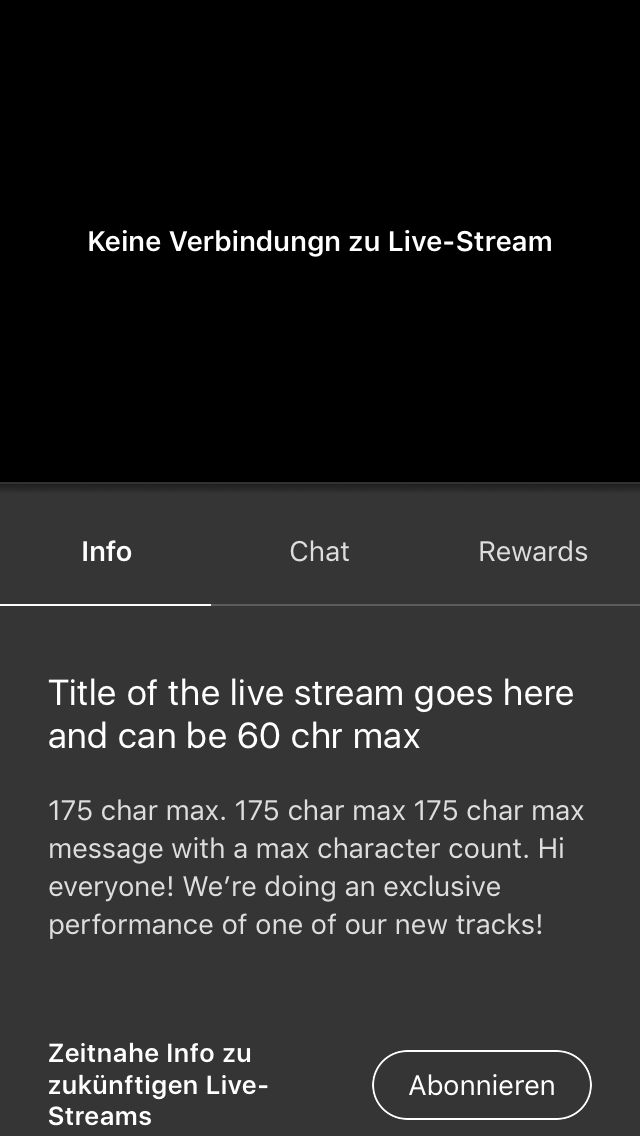 Keine Verbindungn zu Live-Stream
Info
Chat
Rewards
Title of the live stream goes here
and can be 60 chr max
175 char max. 175 char max 175 char max
message with a max character count. Hi
everyone! We’re doing an exclusive
performance of one of our new tracks!
Zeitnahe Info zu
zukünftigen Live-
Streams
Abonnieren